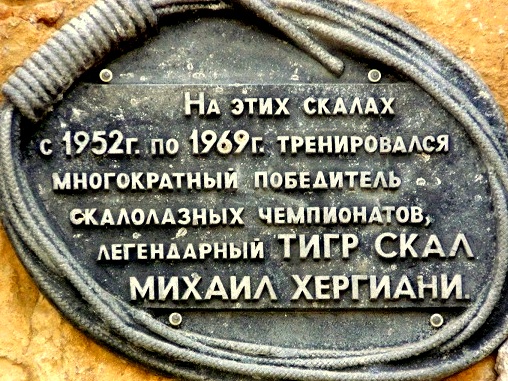 На этих скалах
с 1952г. по 1969г. тренировался
многократный победитель
скалолазных чемпионатов,
легендарный ТИГР СКАЛ
МИХАИЛ ХЕРГИАНИ.